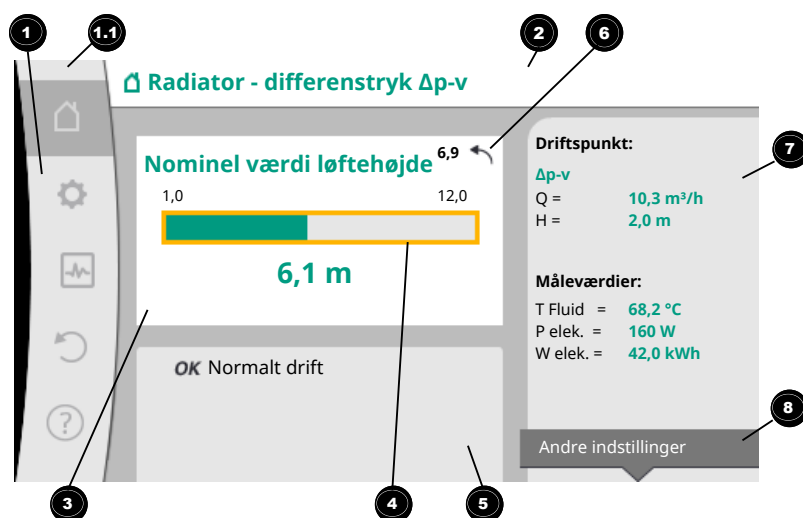 1
1.1
2
6
Radiator - differenstryk Δp-v
Nominel værdi løftehøjde 6,9
1,0 12,0
6,1 m
OK Normalt drift
Driftspunkt:
7
Δp-v
Q = 10,3 m³/h
H = 2,0 m
Måleværdier:
T Fluid = 68,2 °C
P elek. = 160 W
W elek. = 42,0 kWh
8
Andre indstillinger
?
3
4
5